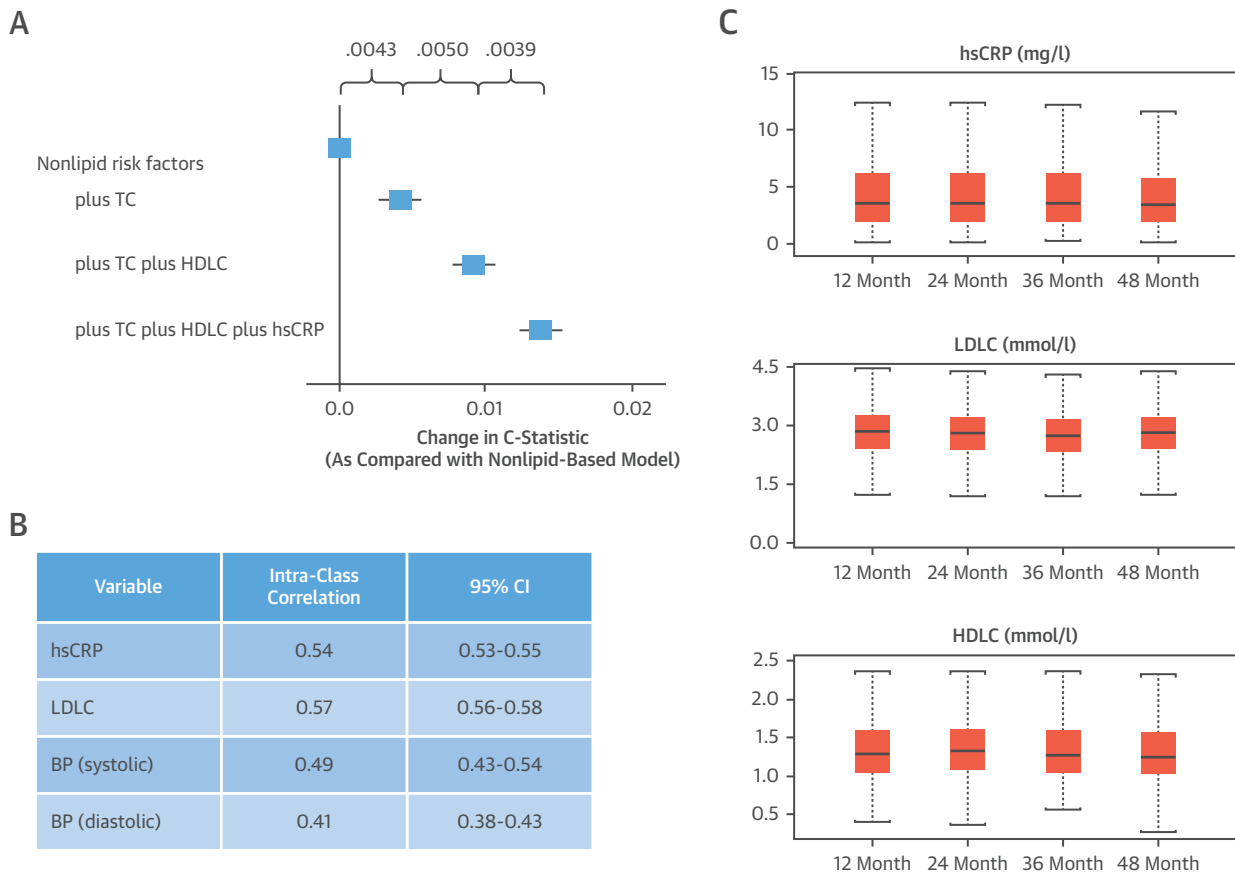 A
.0043 .0050 .0039
Nonlipid risk factors
plus TC
plus TC plus HDLC
plus TC plus HDLC plus hsCRP
0.0 0.01 0.02
Change in C-Statistic
(As Compared with Nonlipid-Based Model)
B
Variable Intra-Class Correlation 95% CI
hsCRP 0.54 0.53-0.55
LDLC 0.57 0.56-0.58
BP (systolic) 0.49 0.43-0.54
BP (diastolic) 0.41 0.38-0.43
C
hsCRP (mg/l)
15
10
5
0
12 Month 24 Month 36 Month 48 Month
LDLC (mmol/l)
4.5
3.0
1.5
0.0
12 Month 24 Month 36 Month 48 Month
HDLC (mmol/l)
2.5
2.0
1.5
1.0
0.5
12 Month 24 Month 36 Month 48 Month